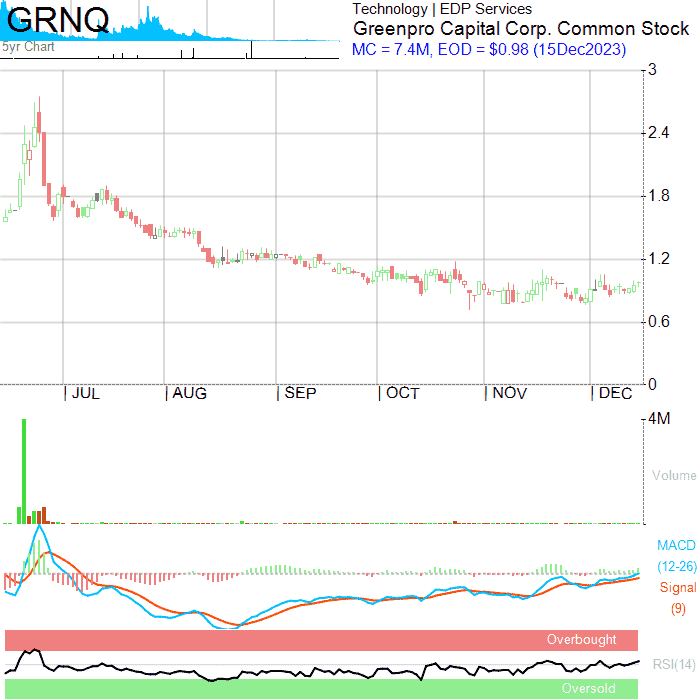 GRNQ
5yr Chart
Technology | EDP Services
Greenpro Capital Corp. Common Stock
MC = 7.4M, EOD = $0.98 (15Dec2023)
3
2.4
1.8
1.2
0.6
0
| JUL | AUG | SEP | OCT | NOV | DEC
4M
Volume
MACD
(12-26)
Signal
(9)
Overbought
RSI(14)
Oversold